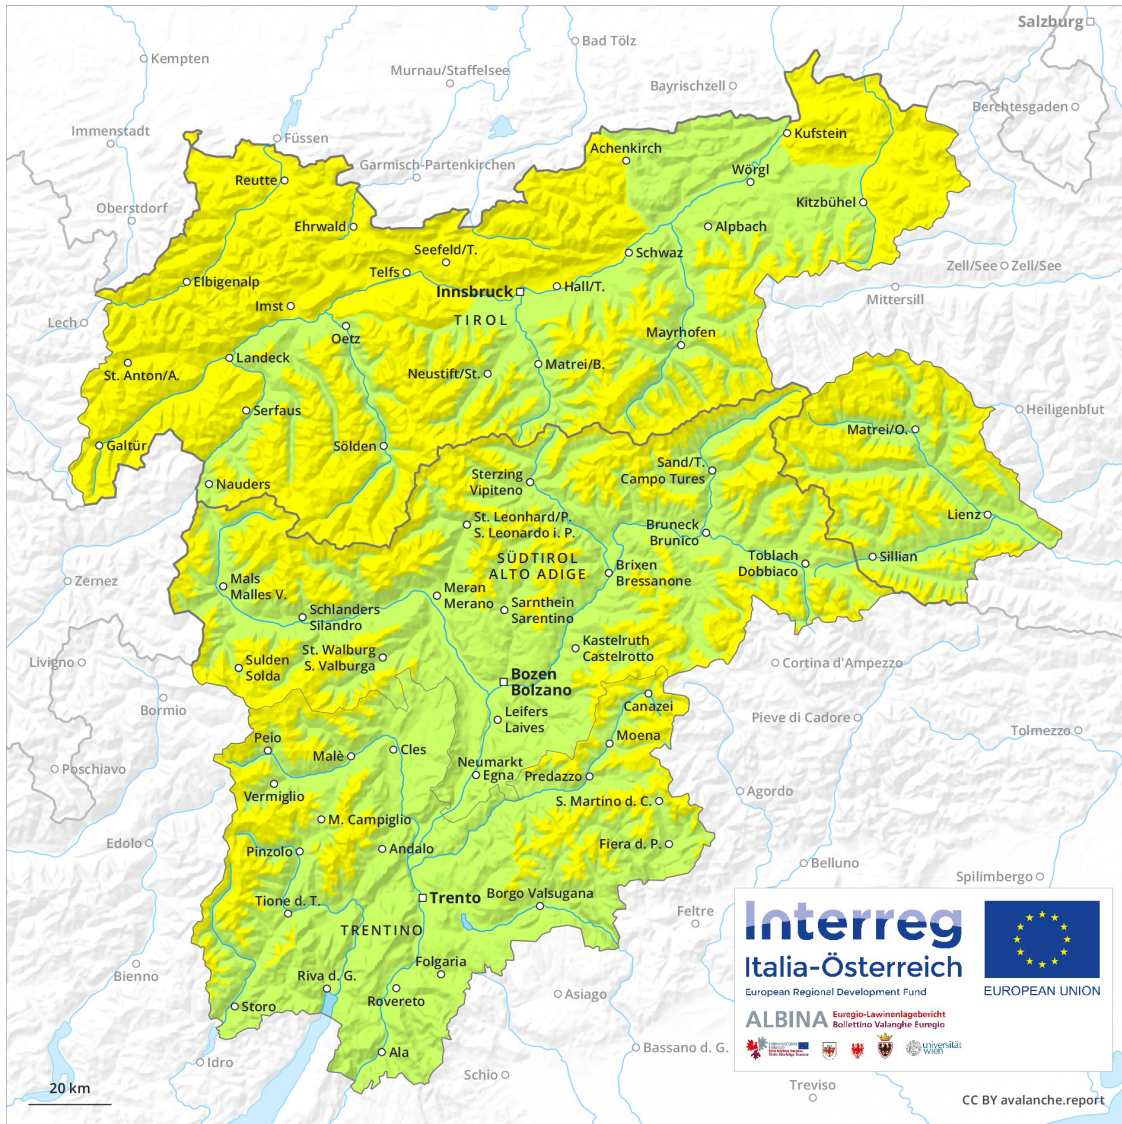 Salzburg
Bad Tölz
Kempten
Murnau/Staffelsee
Bayrischzell
Berchtesgaden
Immenstadt
Füssen
Kufstein
Achenkirch
Garmisch-Partenkirchen
Wörgl
Reutte
Oberstdorf
Kitzbühel
Ehrwald
Alpbach
Seefeld/T.
Schwaz
Telfs
Zell/See
Zell/See
Elbigenalp
Innsbruck
Hall/T.
Mittersill
Imst
TIROL
Lech
Oetz
Mayrhofen
Landeck
Matrei/B.
St. Anton/A.
Neustift/St.
Serfaus
Heiligenblut
Matrei/O.
Galtür
Sölden
Sand/T.
Campo Tures
Sterzing
Vipiteno
Nauders
Lienz
St. Leonhard/P.
S. Leonardo i. P.
Bruneck
Brunico
SÜDTIROL
ALTO ADIGE
Toblach
Dobbiaco
Sillian
Brixen
Bressanone
Zernez
Mals
Malles V.
Meran
Merano
Sarnthein
Sarentino
Schlanders
Silandro
Kastelruth
Castelrotto
St. Walburg
S. Valburga
Livigno
Sulden
Solda
Cortina d'Ampezzo
Bozen
Bolzano
Bormio
Canazei
Leifers
Laives
Pieve di Cadore
Tolmezzo
Peio
Moena
Malè
Cles
Poschiavo
Neumarkt
Egna
Predazzo
Vermiglio
Agordo
S. Martino d. C.
M. Campiglio
Edolo
Pinzolo
Andalo
Fiera d. P.
Belluno
Spilimbergo
Trento
Borgo Valsugana
Tione d. T.
Feltre
TRENTINO
Folgaria
Bienno
Riva d. G.
Rovereto
Asiago
Storo
Ala
Bassano d. G.
Idro
Schio
Treviso
20 km
Interreg
Italia-Österreich
European Regional Development Fund
EUROPEAN UNION
ALBINA
Euregio-Lawinenlagebericht
Bollettino Valanghe Euregio
universität
wien
CC BY avalanche.report